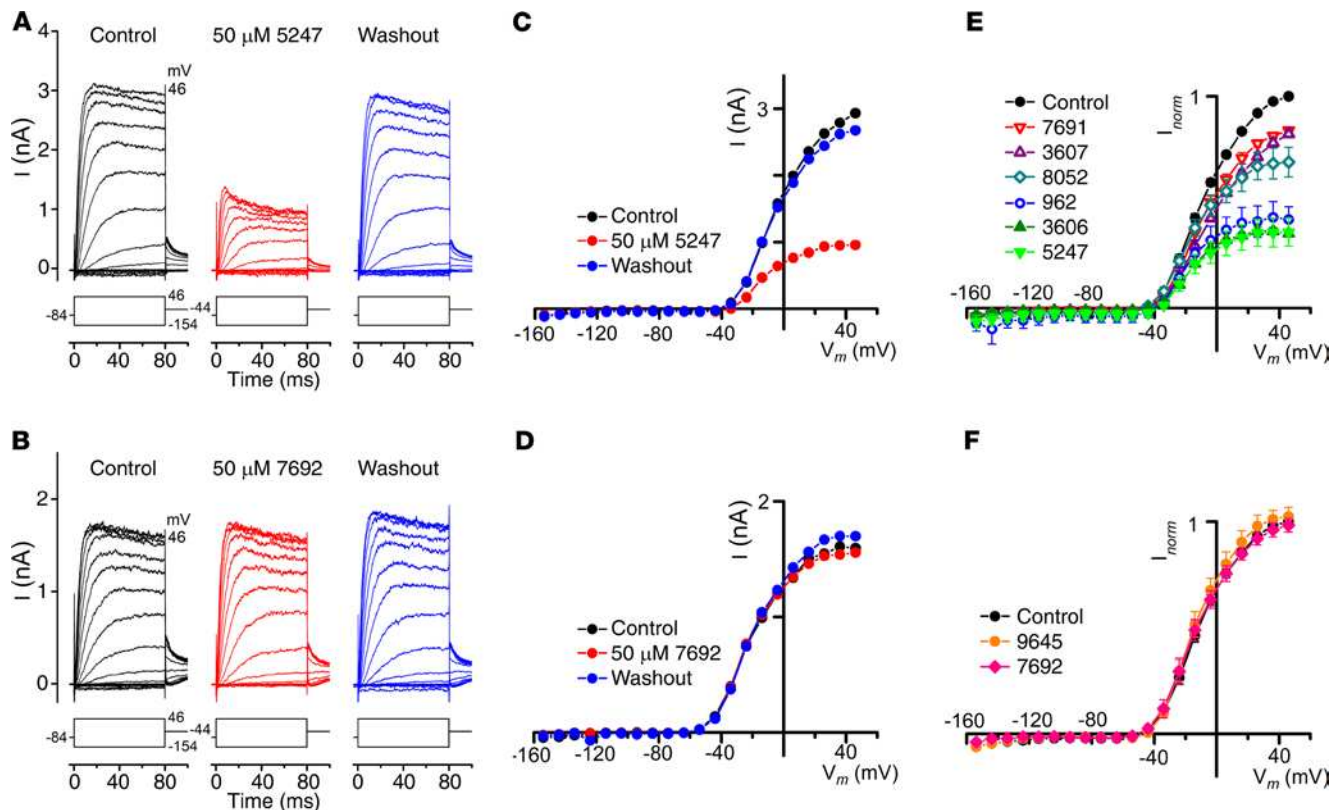 A
Control
50 μM 5247
Washout
4
3
2
1
0
I (nA)
mV
46
-84
46
-44
-154
0 40 80
0 40 80
0 40 80
Time (ms)
B
Control
50 μM 7692
Washout
2
1
0
I (nA)
mV
46
-84
46
-44
-154
0 40 80
0 40 80
0 40 80
Time (ms)
C
I (nA)
3
Control
50 μM 5247
Washout
-160 -120 -80 -40 40
Vm (mV)
D
I (nA)
2
Control
50 μM 7692
Washout
-160 -120 -80 -40 40
Vm (mV)
E
Inorm
1
Control
7691
3607
8052
962
3606
5247
-160 -120 -80
-40 40
Vm (mV)
F
Inorm
1
Control
9645
7692
-160 -120 -80
-40 40
Vm (mV)